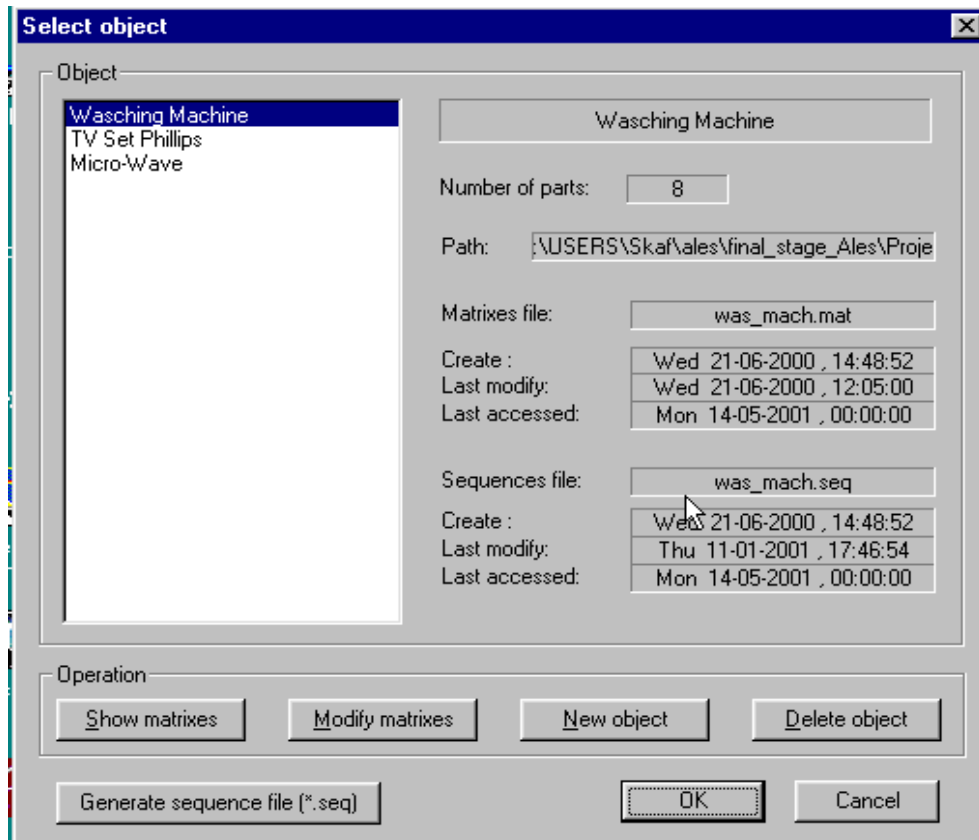 Select object
Object
Wasching Machine
TV Set Phillips
Micro-Wave
Wasching Machine
Number of parts: 8
Path: :\USERS\Skaf\ales\final_stage_Ales\Proje
Matrixes file: was_mach.mat
Create : Wed 21-06-2000 , 14:48:52
Last modify: Wed 21-06-2000 , 12:05:00
Last accessed: Mon 14-05-2001 , 00:00:00
Sequences file: was_mach.seq
Create : Wed 21-06-2000 , 14:48:52
Last modify: Thu 11-01-2001 , 17:46:54
Last accessed: Mon 14-05-2001 , 00:00:00
Operation
Show matrixes Modify matrixes New object Delete object
Generate sequence file (*.seq) OK Cancel